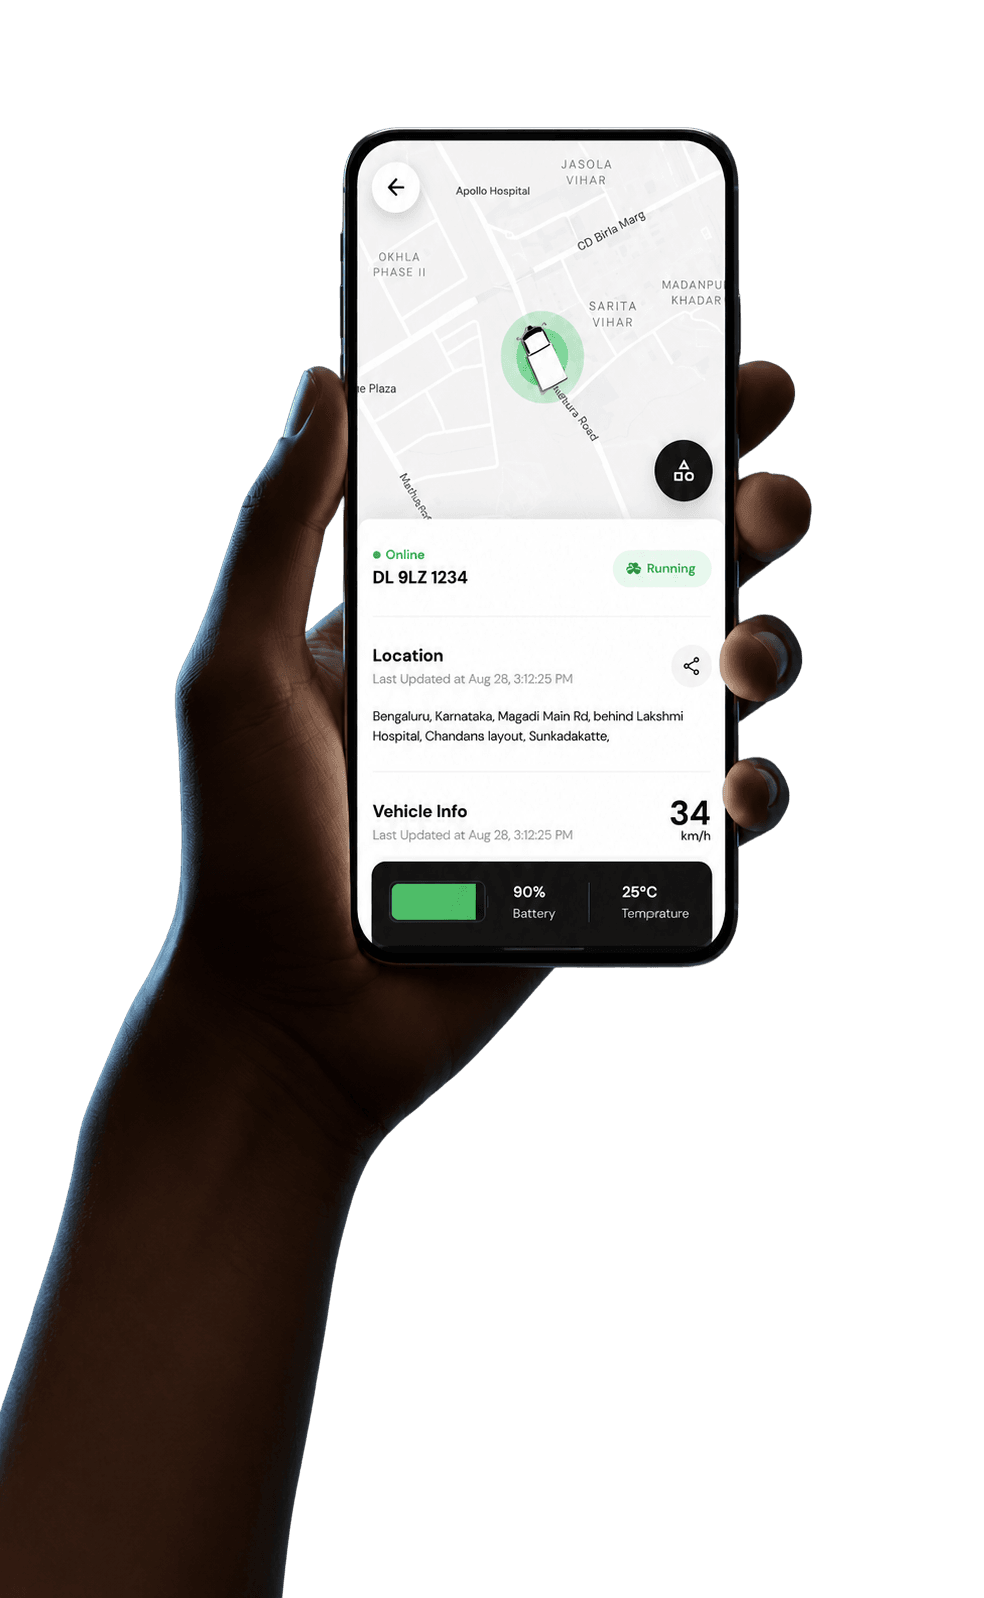 JASOLA
VIHAR
Apollo Hospital
CD Birla Marg
OKHLA
PHASE II
MADANPU
KHADAR
SARITA
VIHAR
Plaza
Road
Online
DL 9LZ 1234
Running
Location
Last Updated at Aug 28, 3:12:25 PM
Bengaluru, Karnataka, Magadi Main Rd, behind Lakshmi
Hospital, Chandans layout, Sunkadakatte,
Vehicle Info
Last Updated at Aug 28, 3:12:25 PM
34
km/h
90%
Battery
25°C
Temprature